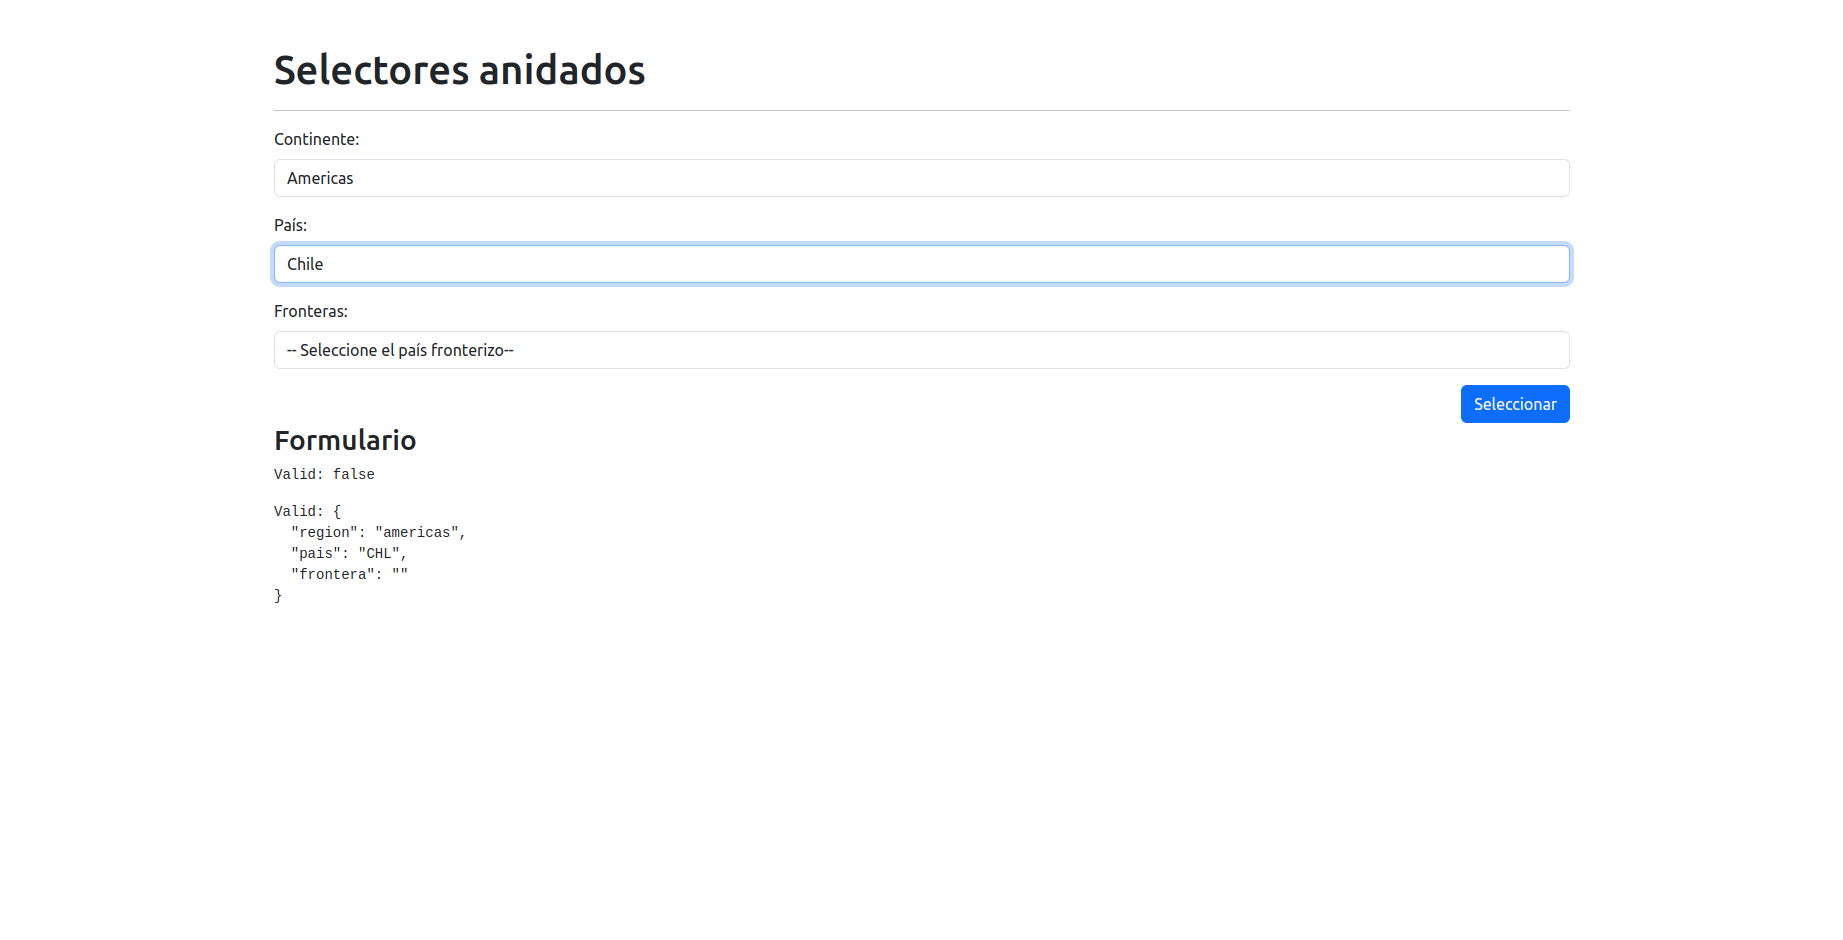 Selectores anidados
Continente:
Americas
País:
Chile
Fronteras:
-- Seleccione el país fronterizo--
Seleccionar
Formulario
Valid: false
Valid: {
  "region": "americas",
  "pais": "CHL",
  "frontera": ""
}